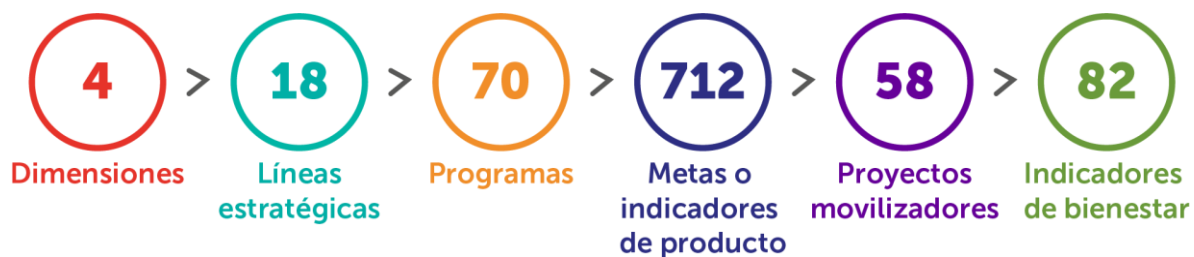 4 > 18 > 70 > 712 > 58 > 82
Dimensiones
Líneas
estratégicas
Programas
Metas o
indicadores
de producto
Proyectos
movilizadores
Indicadores
de bienestar